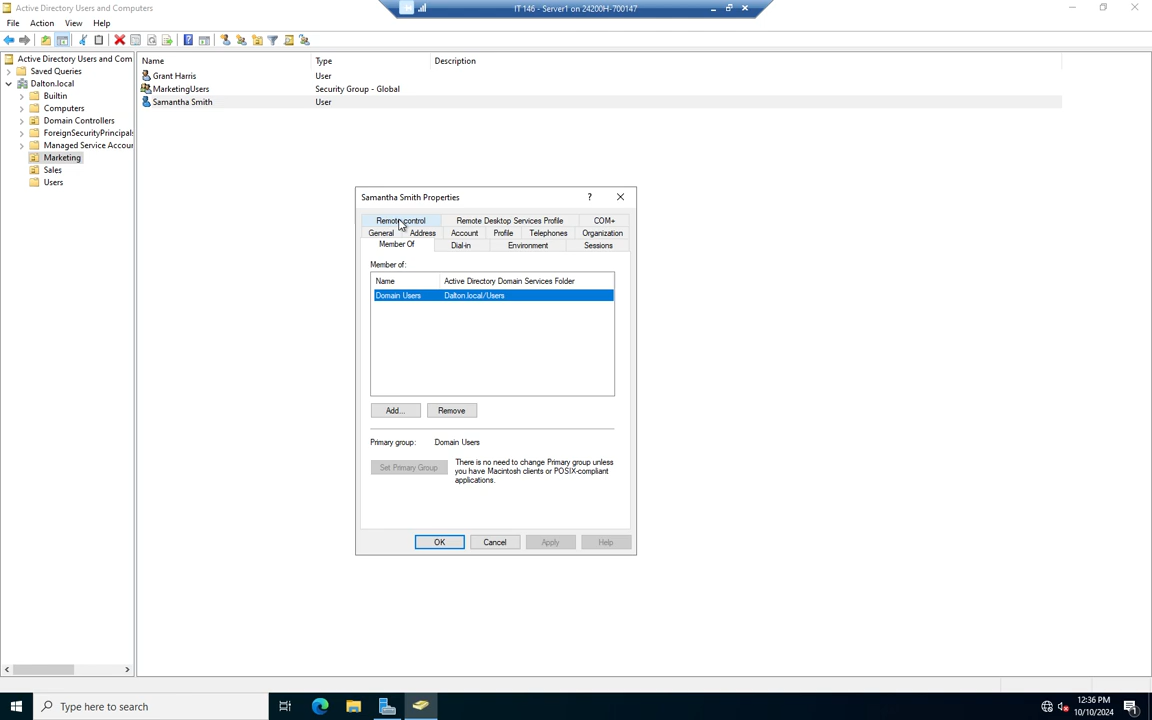 Active Directory Users and Computers
IT 146 - Server1 on 24200H-700147
File Action View Help
Active Directory Users and Com
Saved Queries
Dalton.local
Builtin
Computers
Domain Controllers
ForeignSecurityPrincipals
Managed Service Accour
Marketing
Sales
Users
Name Type Description
Grant Harris User
MarketingUsers Security Group - Global
Samantha Smith User
Samantha Smith Properties
Remote control Remote Desktop Services Profile COM+
General Address Account Profile Telephones Organization
Member Of Dial-in Environment Sessions
Member of:
Name Active Directory Domain Services Folder
Domain Users Dalton.local/Users
Add... Remove
Primary group: Domain Users
Set Primary Group
There is no need to change Primary group unless
you have Macintosh clients or POSIX-compliant
applications.
OK Cancel Apply Help
Type here to search
12:36 PM
10/10/2024
1